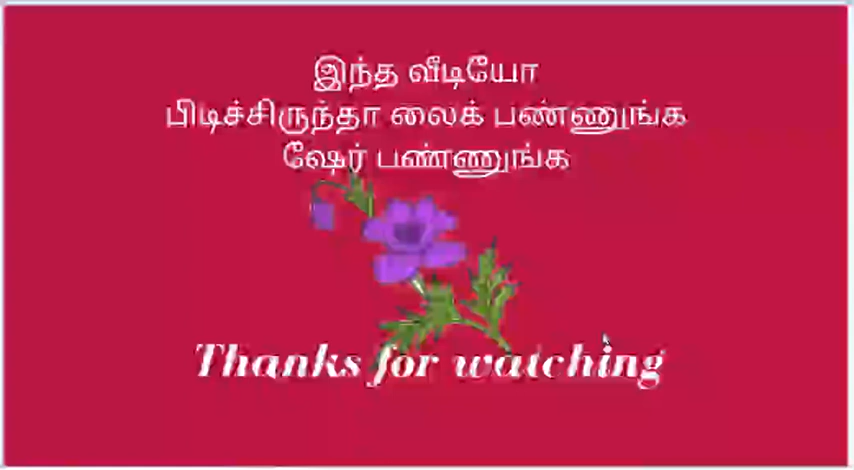 இந்த வீடியோ
பிடிச்சிருந்தா லைக் பண்ணுங்க
ஷேர் பண்ணுங்க
Thanks for watching